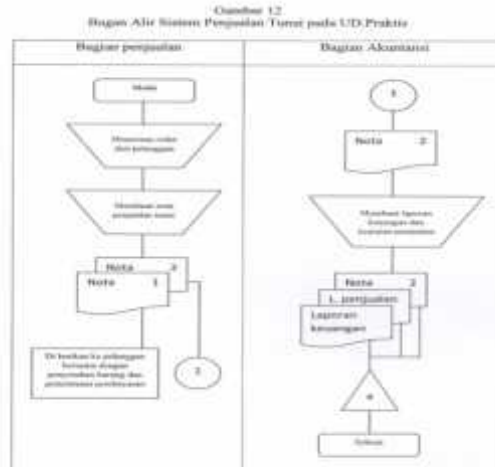 Gambar 12
Bagan Alir Sistem Penjualan Tunai pada UD.Praktis
Bagian penjualan
Bagian Akuntansi
Mulai
Menerima order
dari pelanggan
Membuat nota
penjualan tunai
Nota 2
Nota 1
Di berikan ke pelanggan
bersama dengan
penyerahan barang dan
penerimaan pembayaran
1
Nota 2
Membuat laporan
keuangan dan
penjualan
Nota 2
L. penjualan
Laporan
keuangan
Selesai